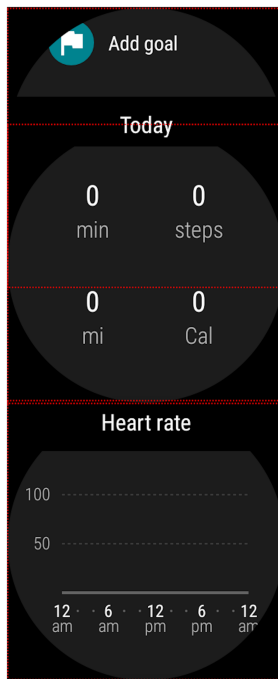 Add goal
Today
0 0
min steps
0 0
mi Cal
Heart rate
100
50
12 6 12 6 12
am am pm pm am